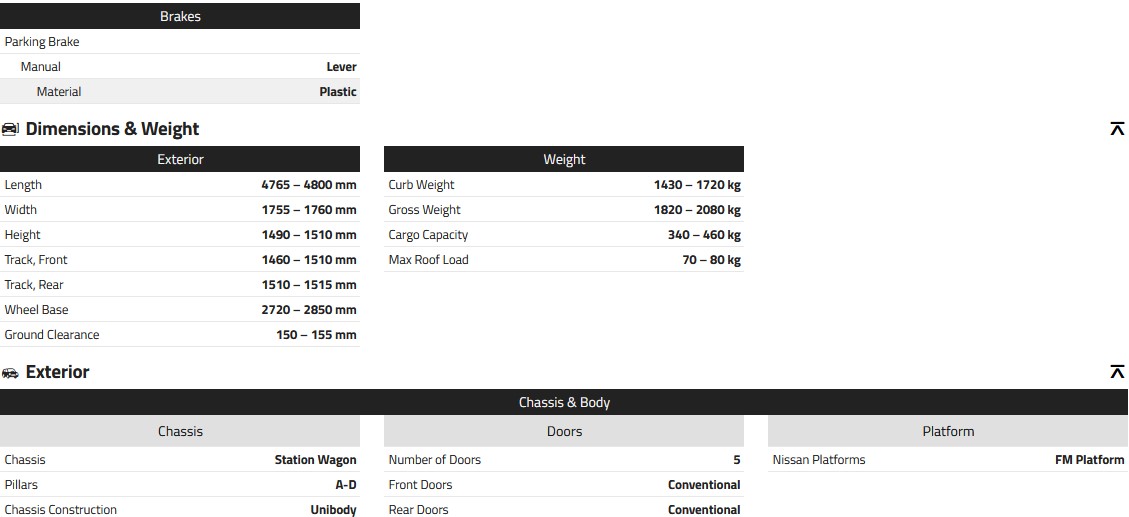 Brakes
Parking Brake
Manual Lever
Material Plastic
Dimensions & Weight
Exterior
Length 4765 – 4800 mm
Width 1755 – 1760 mm
Height 1490 – 1510 mm
Track, Front 1460 – 1510 mm
Track, Rear 1510 – 1515 mm
Wheel Base 2720 – 2850 mm
Ground Clearance 150 – 155 mm
Weight
Curb Weight 1430 – 1720 kg
Gross Weight 1820 – 2080 kg
Cargo Capacity 340 – 460 kg
Max Roof Load 70 – 80 kg
Exterior
Chassis & Body
Chassis
Chassis Station Wagon
Pillars A-D
Chassis Construction Unibody
Doors
Number of Doors 5
Front Doors Conventional
Rear Doors Conventional
Platform
Nissan Platforms FM Platform